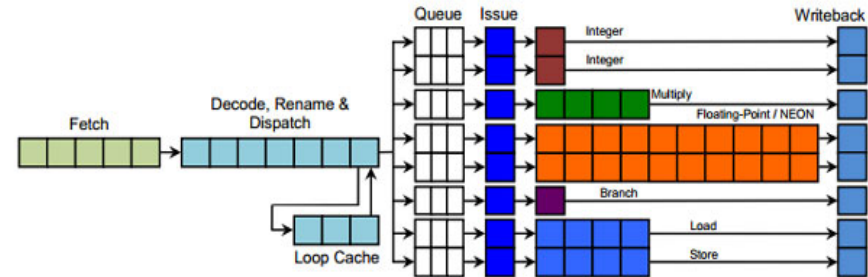 Queue Issue Writeback
Integer
Integer
Decode, Rename &
Dispatch
Multiply
Fetch
Floating-Point / NEON
Branch
Load
Loop Cache
Store